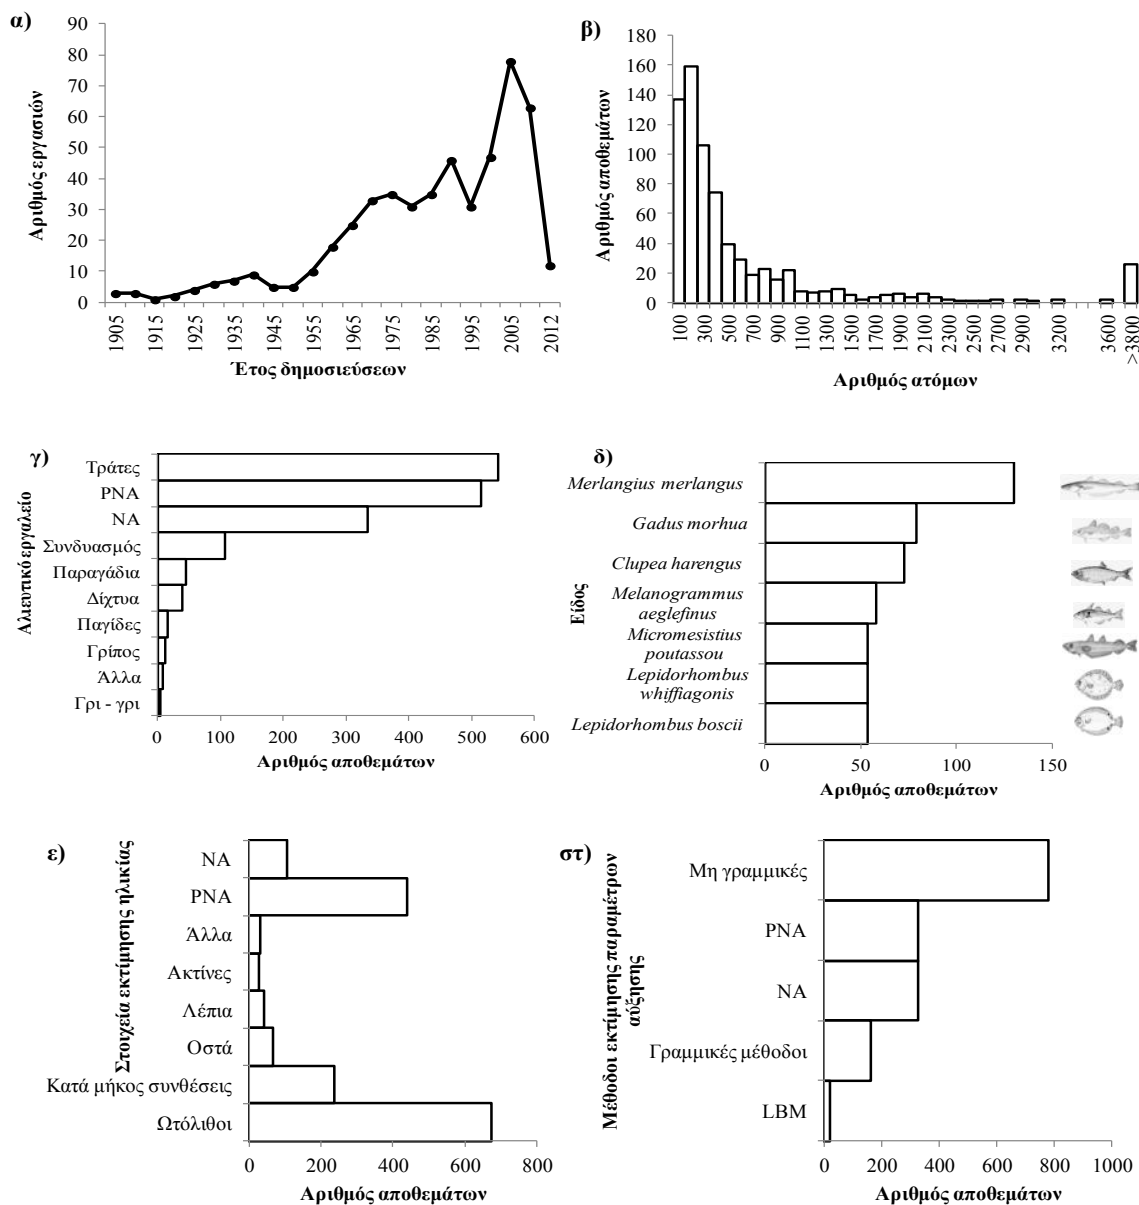 α)
Αριθμός εργασιών
90
80
70
60
50
40
30
20
10
0
1905
1915
1925
1935
1945
1955
1965
1975
1985
1995
2005
2012
Έτος δημοσιεύσεων
β)
Αριθμός αποθεμάτων
180
160
140
120
100
80
60
40
20
0
100
300
500
700
900
1100
1300
1500
1700
1900
2100
2300
2500
2700
2900
3200
3600
>3800
Αριθμός ατόμων
γ)
Αλιευτικό εργαλείο
Τράτες
PNA
NA
Συνδυασμός
Παραγάδια
Δίχτυα
Παγίδες
Γρίπος
Άλλα
Γρι - γρι
0
100
200
300
400
500
600
Αριθμός αποθεμάτων
δ)
Είδος
Merlangius merlangus
Gadus morhua
Clupea harengus
Melanogrammus
aeglefinus
Micromesistius
poutassou
Lepidorhombus
whiffiagonis
Lepidorhombus boscii
0
50
100
150
Αριθμός αποθεμάτων
ε)
Στοιχεία εκτίμησης ηλικίας
NA
PNA
Άλλα
Ακτίνες
Λέπια
Οστά
Κατά μήκος συνθέσεις
Ωτόλιθοι
0
200
400
600
800
Αριθμός αποθεμάτων
στ)
Μέθοδοι εκτίμησης παραμέτρων
αύξησης
Μη γραμμικές
PNA
NA
Γραμμικές μέθοδοι
LBM
0
200
400
600
800
1000
Αριθμός αποθεμάτων